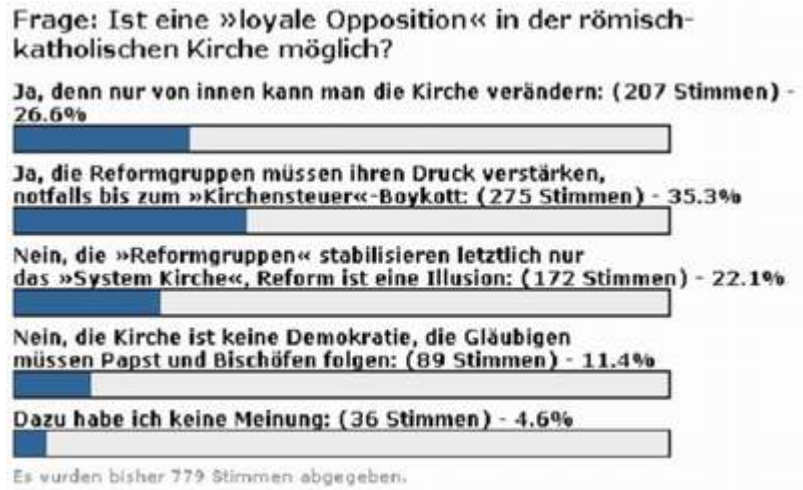 Frage: Ist eine »loyale Opposition« in der römisch-
katholischen Kirche möglich?
Ja, denn nur von innen kann man die Kirche verändern: (207 Stimmen) -
26.6%
Ja, die Reformgruppen müssen ihren Druck verstärken,
notfalls bis zum »Kirchensteuer«-Boykott: (275 Stimmen) - 35.3%
Nein, die »Reformgruppen« stabilisieren letztlich nur
das »System Kirche«, Reform ist eine Illusion: (172 Stimmen) - 22.1%
Nein, die Kirche ist keine Demokratie, die Gläubigen
müssen Papst und Bischöfen folgen: (89 Stimmen) - 11.4%
Dazu habe ich keine Meinung: (36 Stimmen) - 4.6%
Es wurden bisher 779 Stimmen abgegeben.